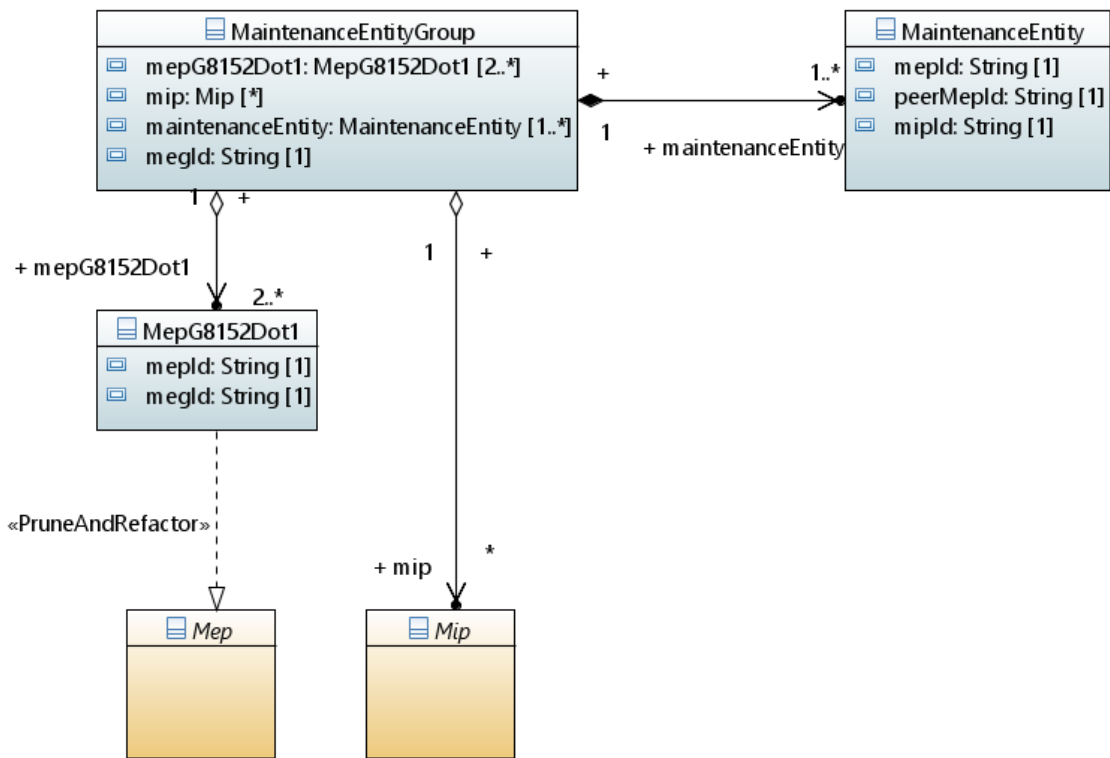 MaintenanceEntityGroup
mepG8152Dot1: MepG8152Dot1 [2..*]
mip: Mip [*]
maintenanceEntity: MaintenanceEntity [1..*]
megId: String [1]
+
1..*
1
+ maintenanceEntity
MaintenanceEntity
mepId: String [1]
peerMepId: String [1]
mipId: String [1]
1
+
+ mepG8152Dot1
2..*
1
+
MepG8152Dot1
mepId: String [1]
megId: String [1]
«PruneAndRefactor»
+ mip
*
Mep
Mip